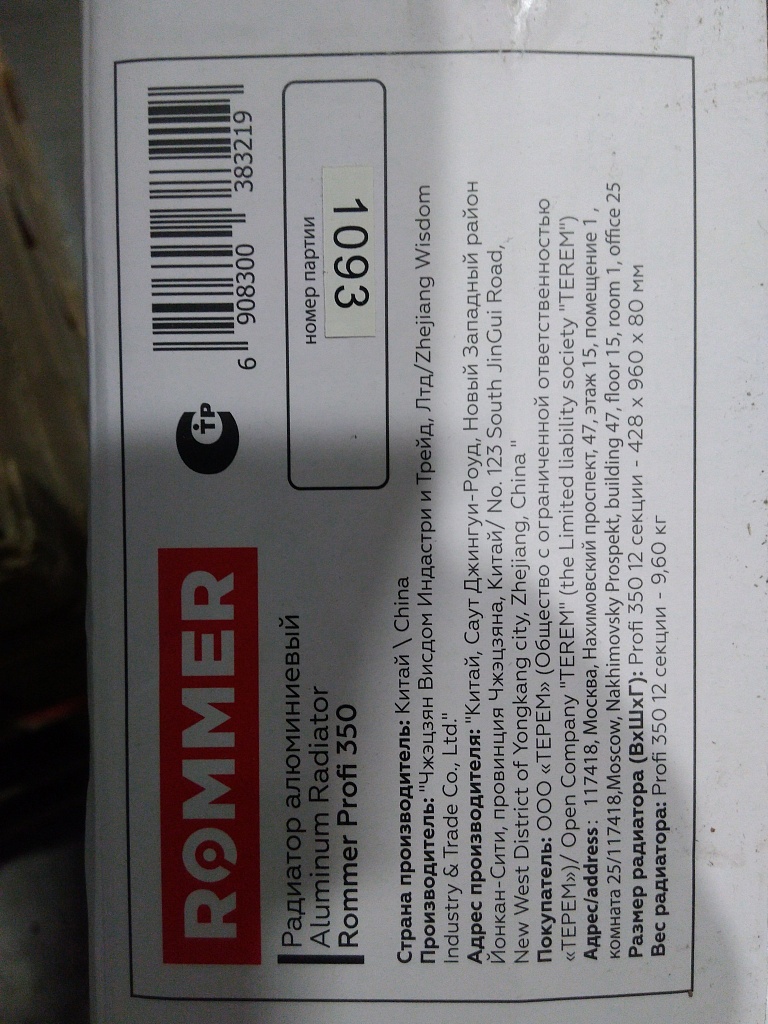 ROMMER
Радиатор алюминиевый
Aluminum Radiator
Rommer Profi 350
СТР
6 908300 383219
номер партии
1093
Страна производитель: Китай \ China
Производитель: "Чжэцзян Висдом Индастри и Трейд, Лтд/Zhejiang Wisdom
Industry & Trade Co., Ltd."
Адрес производителя: "Китай, Саут Джингуи-Роуд, Новый Западный район
Йонкан-Сити, провинция Чжэцзяна, Китай/ No. 123 South JinGui Road,
New West District of Yongkang city, Zhejiang, China "
Покупатель: ООО «ТЕРЕМ» (Общество с ограниченной ответственностью
«ТЕРЕМ»)/ Open Company "TEREM" (the Limited liability society "TEREM")
Адрес/address: 117418, Москва, Нахимовский проспект, 47, этаж 15, помещение 1 ,
комната 25/117418,Moscow, Nakhimovsky Prospekt, building 47, floor 15, room 1, office 25
Размер радиатора (ВхШхГ): Profi 350 12 секции - 428 x 960 x 80 мм
Вес радиатора: Profi 350 12 секции - 9,60 кг